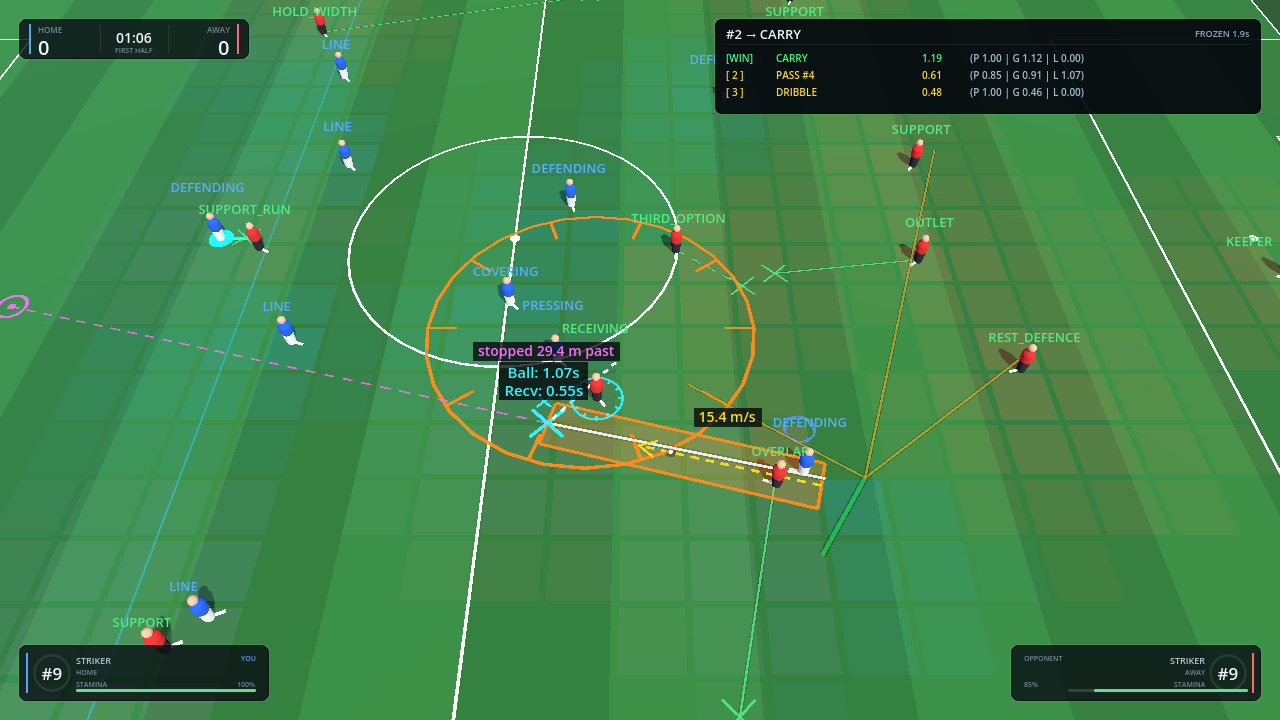 HOLD_WIDTH
SUPPORT
HOME
0
01:06
FIRST HALF
AWAY
0
#2 → CARRY
FROZEN 1.9s
[WIN] CARRY 1.19 (P 1.00 | G 1.12 | L 0.00)
[ 2 ] PASS #4 0.61 (P 0.85 | G 0.91 | L 1.07)
[ 3 ] DRIBBLE 0.48 (P 1.00 | G 0.46 | L 0.00)
LINE
LINE
SUPPORT
DEFENDING
DEFENDING
SUPPORT_RUN
THIRD_OPTION
OUTLET
KEEPER
COVERING
LINE
PRESSING
RECEIVING
REST_DEFENCE
stopped 29.4 m past
Ball: 1.07s
Recv: 0.55s
15.4 m/s
DEFENDING
OVERLAP
LINE
SUPPORT
#9
STRIKER
YOU
HOME
STAMINA
100%
OPPONENT
STRIKER
AWAY
85%
STAMINA
#9